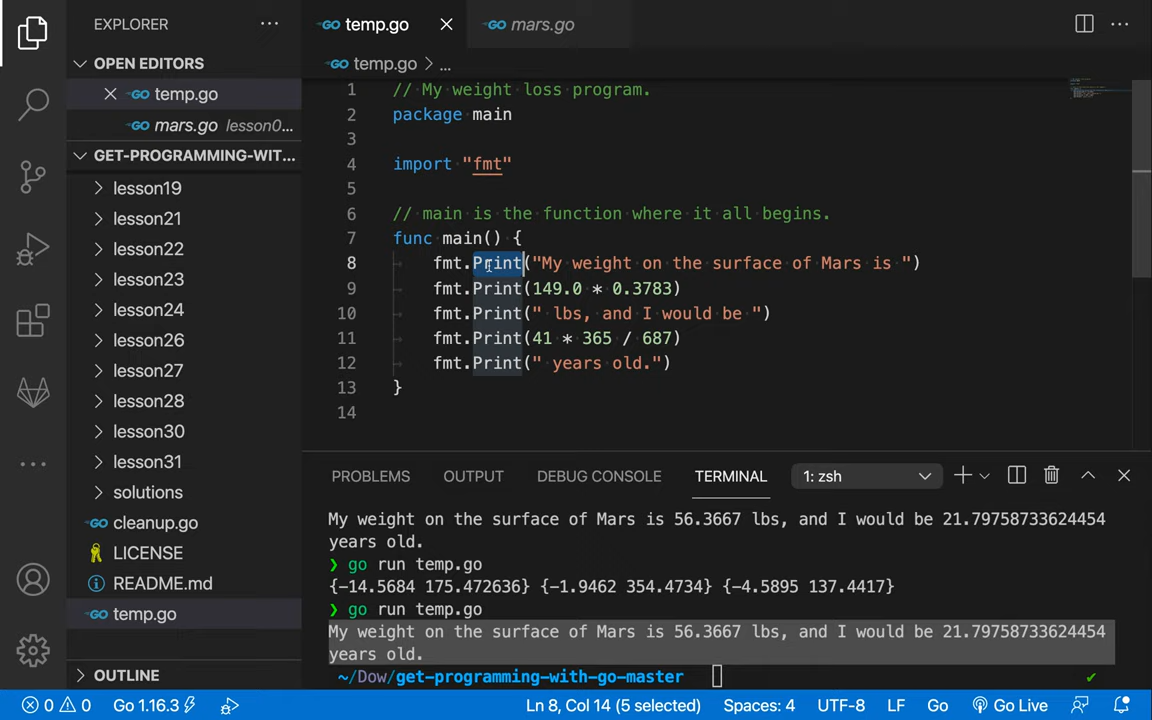 EXPLORER ...
OPEN EDITORS
GO temp.go
GO mars.go lesson0...
GET-PROGRAMMING-WIT...
lesson19
lesson21
lesson22
lesson23
lesson24
lesson26
lesson27
lesson28
lesson30
lesson31
solutions
GO cleanup.go
LICENSE
README.md
GO temp.go
OUTLINE
GO temp.go
GO mars.go
GO temp.go > ...
1 // My weight loss program.
2 package main
3
4 import "fmt"
5
6 // main is the function where it all begins.
7 func main() {
8 fmt.Print("My weight on the surface of Mars is ")
9 fmt.Print(149.0 * 0.3783)
10 fmt.Print(" lbs, and I would be ")
11 fmt.Print(41 * 365 / 687)
12 fmt.Print(" years old.")
13 }
14
PROBLEMS OUTPUT DEBUG CONSOLE TERMINAL 1: zsh
My weight on the surface of Mars is 56.3667 lbs, and I would be 21.79758733624454
years old.
❯ go run temp.go
{-14.5684 175.472636} {-1.9462 354.4734} {-4.5895 137.4417}
❯ go run temp.go
My weight on the surface of Mars is 56.3667 lbs, and I would be 21.79758733624454
years old.
~/Dow/get-programming-with-go-master
0 0 Go 1.16.3 Ln 8, Col 14 (5 selected) Spaces: 4 UTF-8 LF Go Go Live